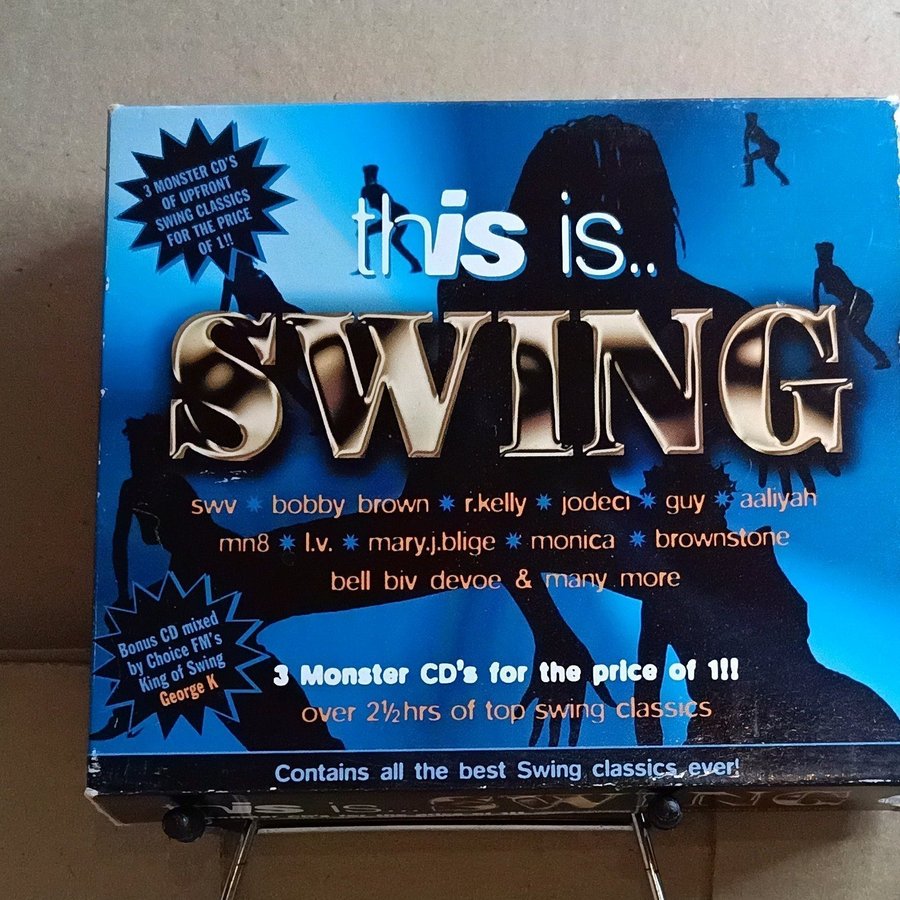 3 MONSTER CD'S
OF UPFRONT
SWING CLASSICS
FOR THE PRICE
OF 1!!
this is..
SWING
swv * bobby brown * r.kelly * jodeci * guy * aaliyah
mn8 * l.v. * mary.j.blige * monica * brownstone
bell biv devoe & many more
Bonus CD mixed
by Choice FM's
King of Swing
George K
3 Monster CD's for the price of 1!!
over 2½hrs of top swing classics
Contains all the best Swing classics ever!
this is... SWING